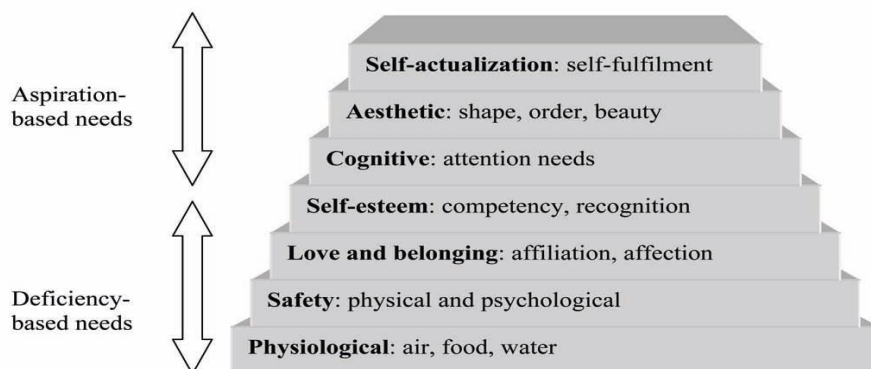 Self-actualization: self-fulfilment
Aspiration-
based needs
Aesthetic: shape, order, beauty
Cognitive: attention needs
Self-esteem: competency, recognition
Love and belonging: affiliation, affection
Deficiency-
based needs
Safety: physical and psychological
Physiological: air, food, water